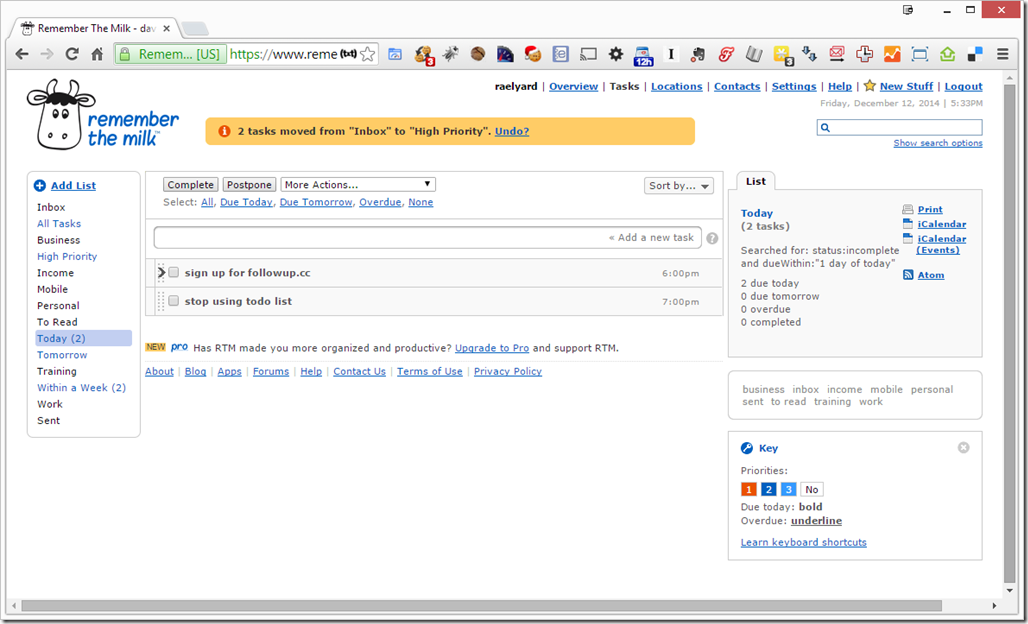 Remember The Milk - dav
Remem... [US] https://www.reme (txt)
3
12h
3
raelyard | Overview | Tasks | Locations | Contacts | Settings | Help | New Stuff | Logout
Friday, December 12, 2014 | 5:33PM
remember
the milk™
2 tasks moved from "Inbox" to "High Priority". Undo?
Show search options
Add List
Inbox
All Tasks
Business
High Priority
Income
Mobile
Personal
To Read
Today (2)
Tomorrow
Training
Within a Week (2)
Work
Sent
Complete Postpone More Actions... Sort by...
Select: All, Due Today, Due Tomorrow, Overdue, None
« Add a new task ?
sign up for followup.cc 6:00pm
stop using todo list 7:00pm
NEW pro Has RTM made you more organized and productive? Upgrade to Pro and support RTM.
About | Blog | Apps | Forums | Help | Contact Us | Terms of Use | Privacy Policy
List
Today
(2 tasks)
Print
iCalendar
iCalendar
(Events)
Atom
Searched for: status:incomplete
and dueWithin:"1 day of today"
2 due today
0 due tomorrow
0 overdue
0 completed
business inbox income mobile personal
sent to read training work
Key
Priorities:
1 2 3 No
Due today: bold
Overdue: underline
Learn keyboard shortcuts